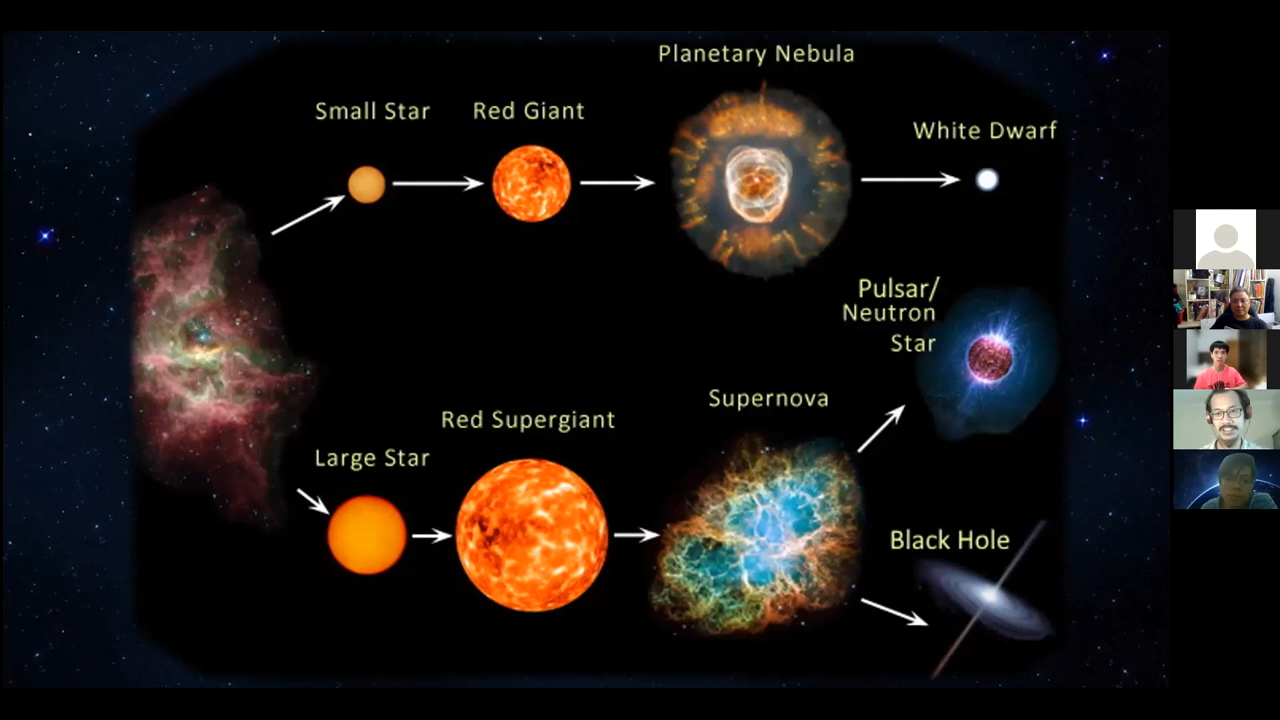 Planetary Nebula
Small Star
Red Giant
White Dwarf
Pulsar/
Neutron
Star
Supernova
Red Supergiant
Large Star
Black Hole